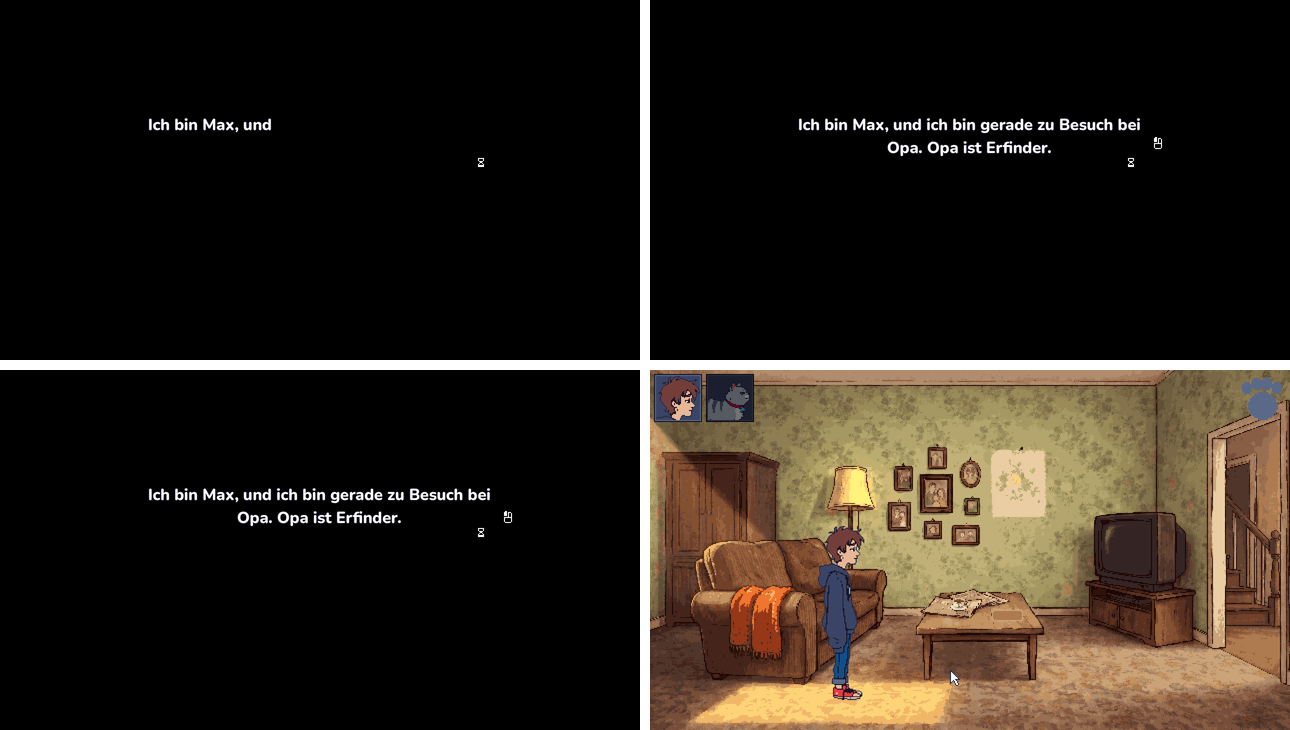 Ich bin Max, und
Ich bin Max, und ich bin gerade zu Besuch bei
Opa. Opa ist Erfinder.
Ich bin Max, und ich bin gerade zu Besuch bei
Opa. Opa ist Erfinder.